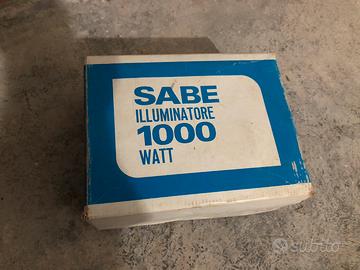 SABE
ILLUMINATORE
1000
WATT
subito